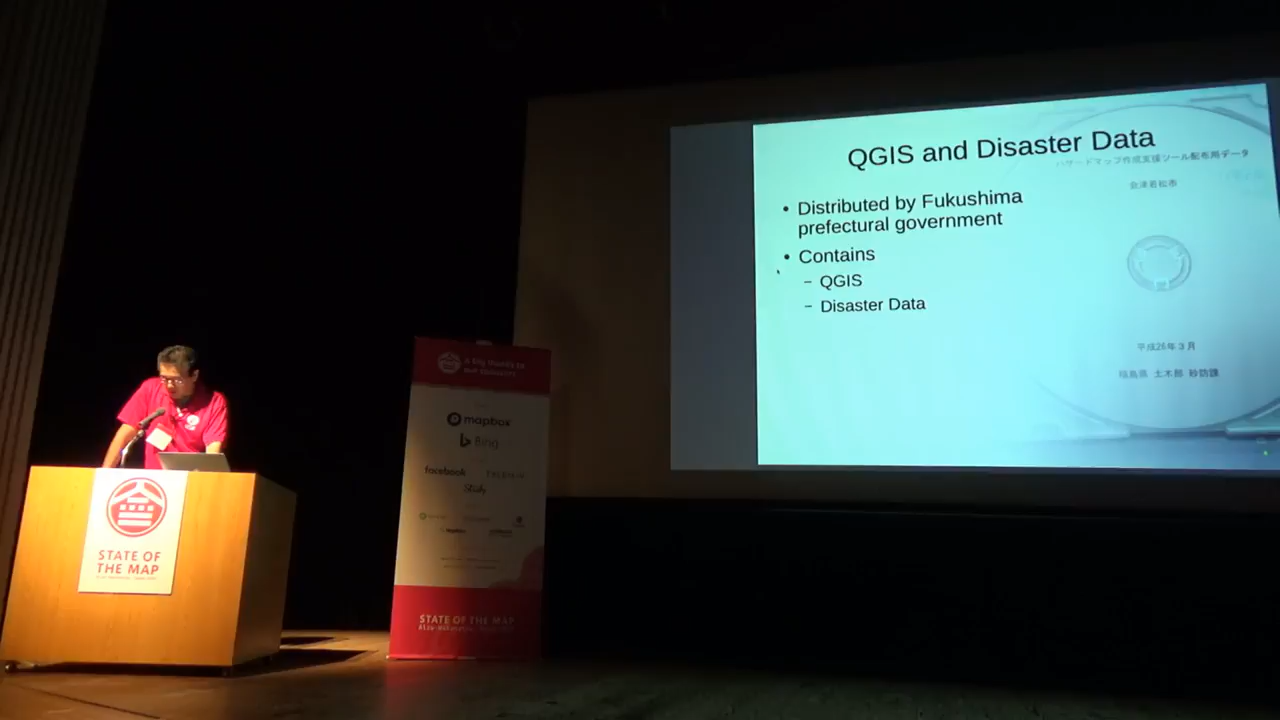 QGIS and Disaster Data
ハザードマップ作成支援ツール配布用データ
会津若松市
• Distributed by Fukushima
prefectural government
• Contains
– QGIS
– Disaster Data
平成26年3月
福島県 土木部 砂防課
A BIG THANKS TO
mapbox
Bing
facebook
STATE OF THE MAP
STATE OF
THE MAP